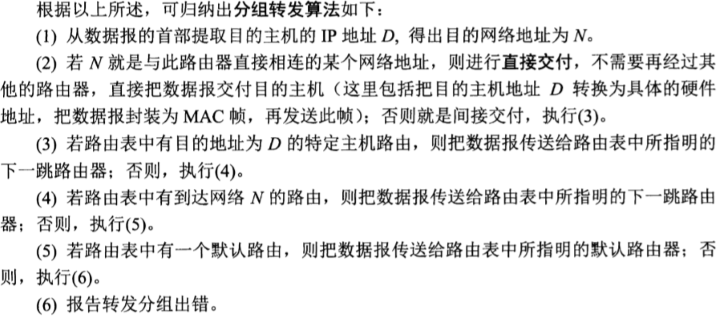 根据以上所述，可归纳出分组转发算法如下：
(1) 从数据报的首部提取目的主机的 IP 地址 D, 得出目的网络地址为 N。
(2) 若 N 就是与此路由器直接相连的某个网络地址，则进行直接交付，不需要再经过其
他的路由器，直接把数据报交付目的主机（这里包括把目的主机地址 D 转换为具体的硬件
地址，把数据报封装为 MAC 帧，再发送此帧）；否则就是间接交付，执行(3)。
(3) 若路由表中有目的地址为 D 的特定主机路由，则把数据报传送给路由表中所指明的
下一跳路由器；否则，执行(4)。
(4) 若路由表中有到达网络 N 的路由，则把数据报传送给路由表中所指明的下一跳路由
器；否则，执行(5)。
(5) 若路由表中有一个默认路由，则把数据报传送给路由表中所指明的默认路由器；否
则，执行(6)。
(6) 报告转发分组出错。